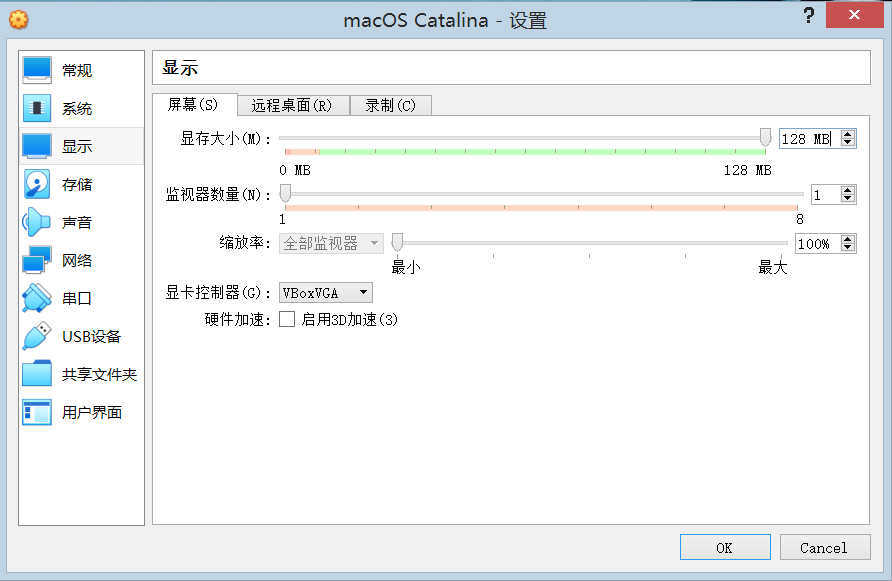 macOS Catalina - 设置
?
常规
系统
显示
存储
声音
网络
串口
USB设备
共享文件夹
用户界面
显示
屏幕(S) 远程桌面(R) 录制(C)
显存大小(M): 128 MB
0 MB 128 MB
监视器数量(N): 1
1 8
缩放率: 全部监视器 100%
最小 最大
显卡控制器(G): VBoxVGA
硬件加速: 启用3D加速(3)
OK Cancel